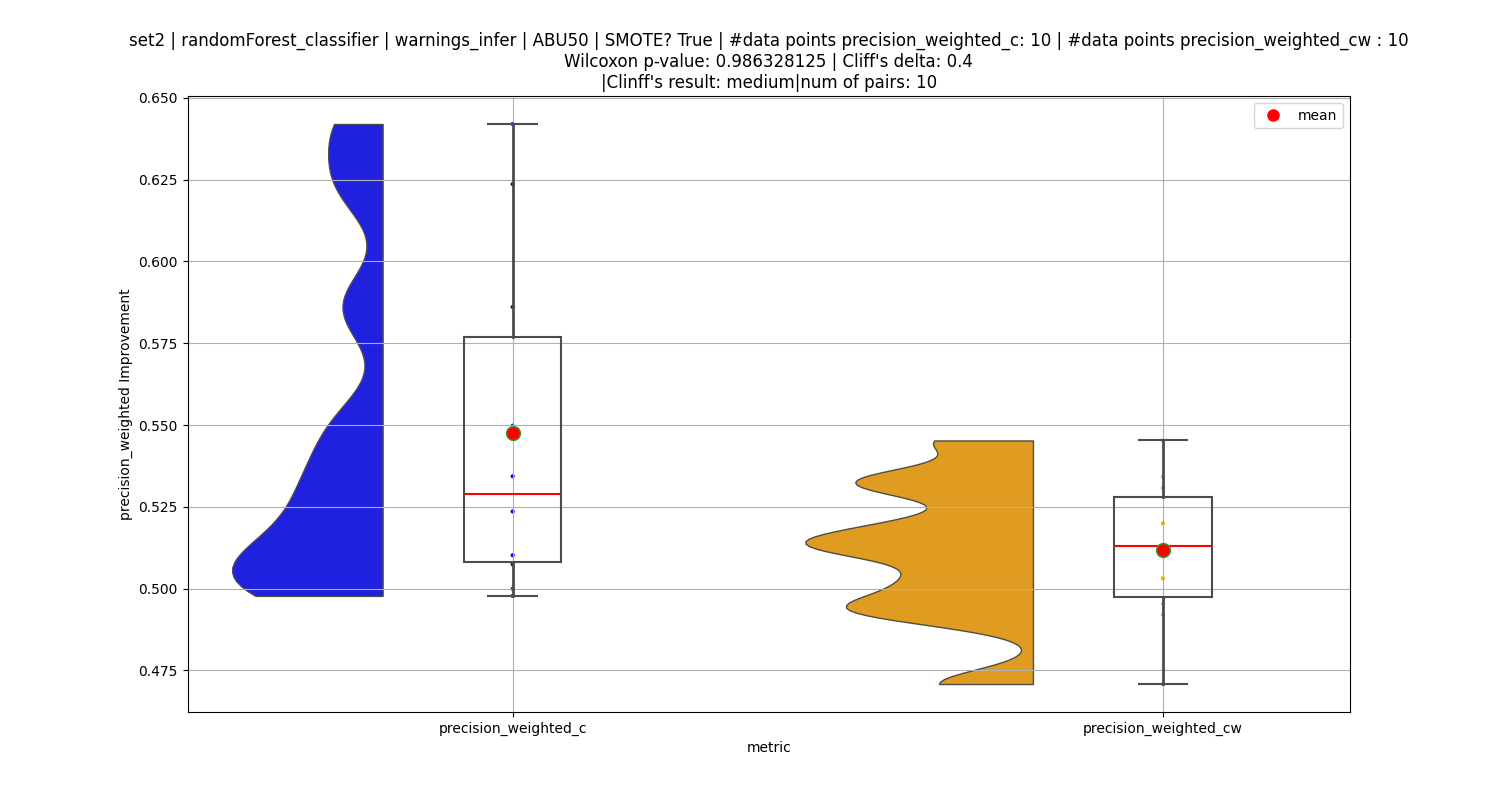 set2 | randomForest_classifier | warnings_infer | ABU50 | SMOTE? True | #data points precision_weighted_c: 10 | #data points precision_weighted_cw : 10
Wilcoxon p-value: 0.986328125 | Cliff's delta: 0.4
|Clinff's result: medium|num of pairs: 10
mean
0.650
0.625
0.600
0.575
0.550
0.525
0.500
0.475
precision_weighted Improvement
precision_weighted_c
precision_weighted_cw
metric